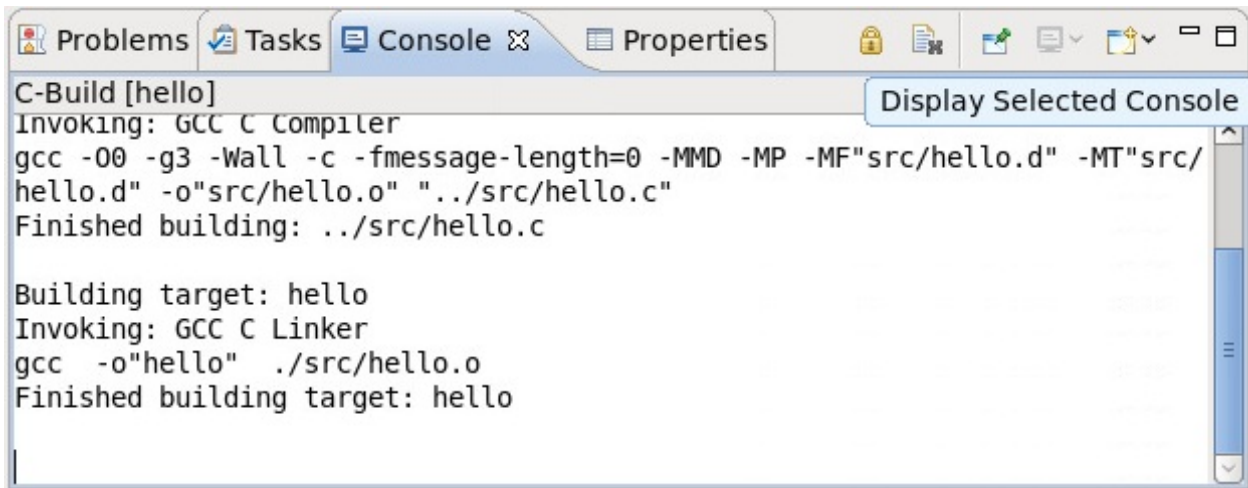 Problems Tasks Console Properties
C-Build [hello]
Display Selected Console
Invoking: GCC C Compiler
gcc -O0 -g3 -Wall -c -fmessage-length=0 -MMD -MP -MF"src/hello.d" -MT"src/
hello.d" -o"src/hello.o" "../src/hello.c"
Finished building: ../src/hello.c
Building target: hello
Invoking: GCC C Linker
gcc  -o"hello"  ./src/hello.o
Finished building target: hello